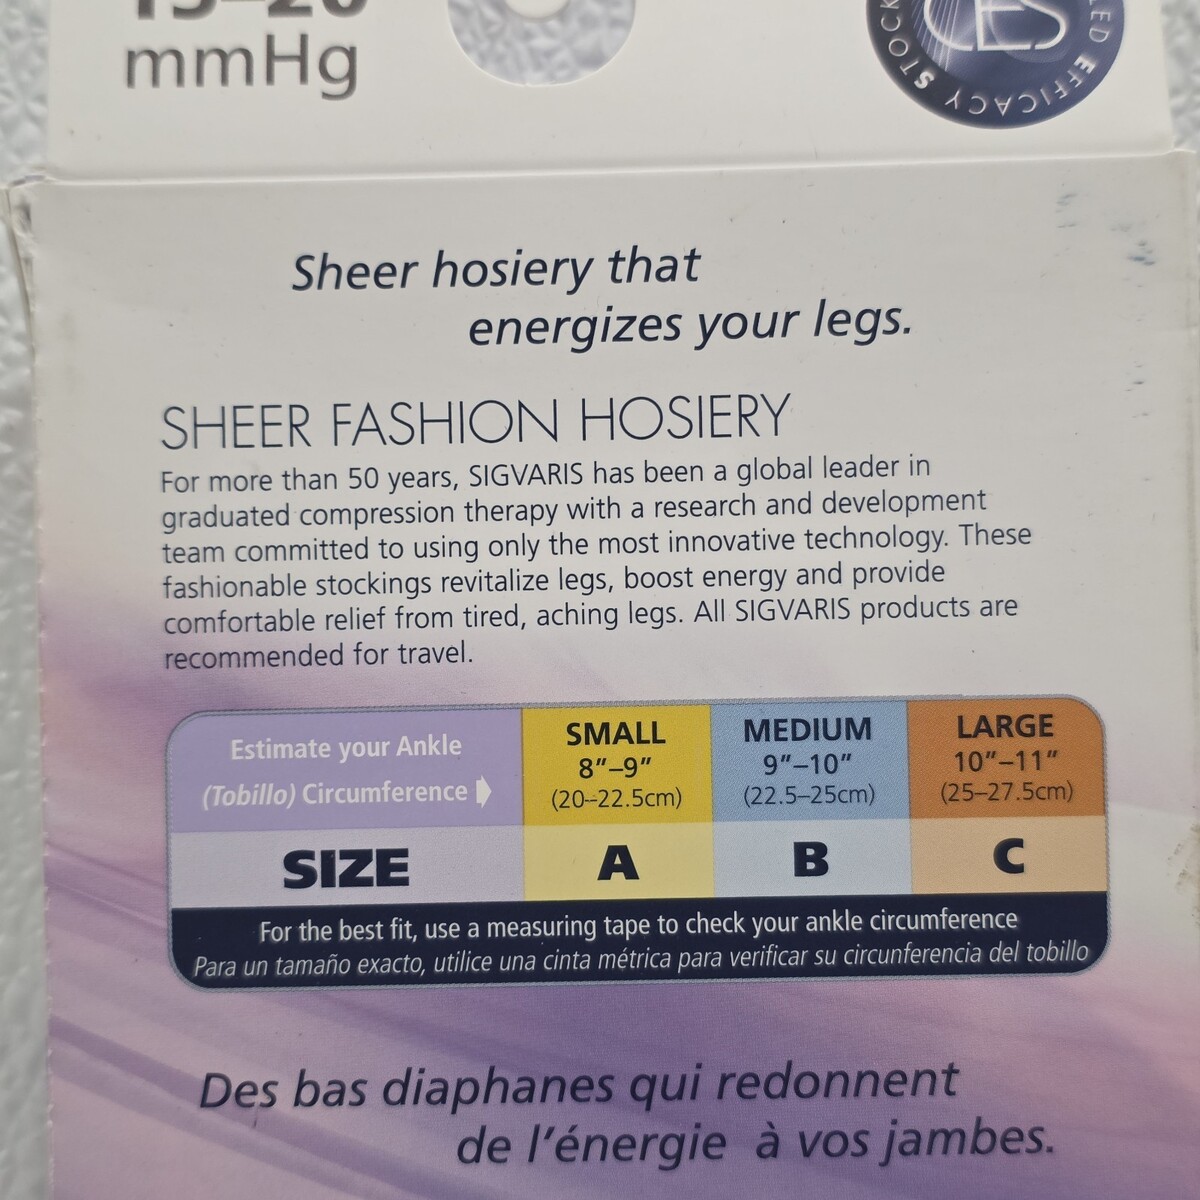 15–20
mmHg
CES
LED EFFICACY STOCK
Sheer hosiery that
energizes your legs.
SHEER FASHION HOSIERY
For more than 50 years, SIGVARIS has been a global leader in
graduated compression therapy with a research and development
team committed to using only the most innovative technology. These
fashionable stockings revitalize legs, boost energy and provide
comfortable relief from tired, aching legs. All SIGVARIS products are
recommended for travel.
Estimate your Ankle
(Tobillo) Circumference
SMALL
8”–9”
(20--22.5cm)
MEDIUM
9”–10”
(22.5–25cm)
LARGE
10”–11”
(25–27.5cm)
SIZE A B C
For the best fit, use a measuring tape to check your ankle circumference
Para un tamaño exacto, utilice una cinta métrica para verificar su circunferencia del tobillo
Des bas diaphanes qui redonnent
de l’énergie à vos jambes.